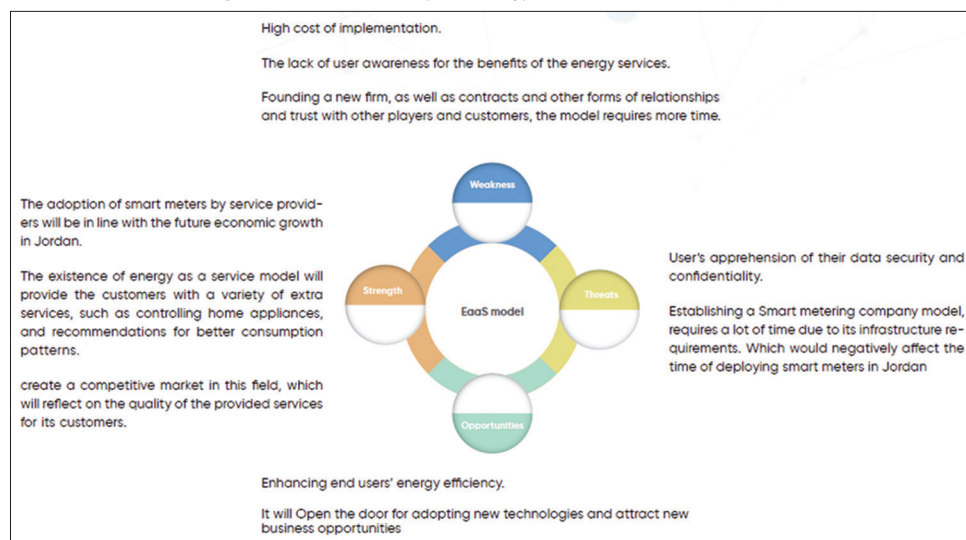 High cost of implementation.
The lack of user awareness for the benefits of the energy services.
Founding a new firm, as well as contracts and other forms of relationships
and trust with other players and customers, the model requires more time.
Weakness
The adoption of smart meters by service provid-
ers will be in line with the future economic growth
in Jordan.
The existence of energy as a service model will
provide the customers with a variety of extra
services, such as controlling home appliances,
and recommendations for better consumption
patterns.
create a competitive market in this field, which
will reflect on the quality of the provided services
for its customers.
Strength
EaaS model
Threats
User's apprehension of their data security and
confidentiality.
Establishing a Smart metering company model,
requires a lot of time due to its infrastructure re-
quirements. Which would negatively affect the
time of deploying smart meters in Jordan
Opportunities
Enhancing end users' energy efficiency.
It will Open the door for adopting new technologies and attract new
business opportunities